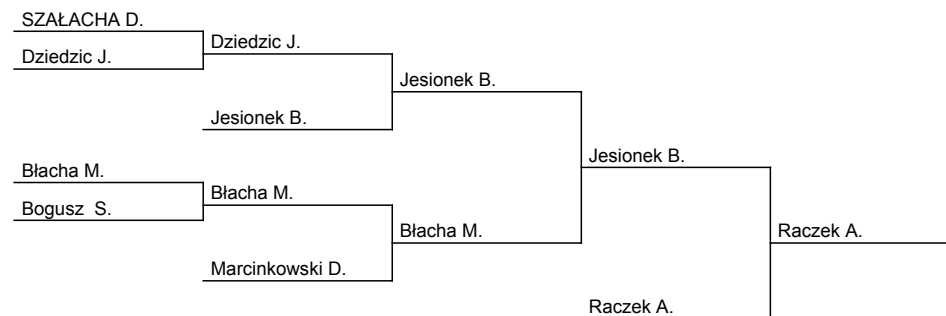 SZAŁACHA D.
Dziedzic J.
Dziedzic J.
Jesionek B.
Jesionek B.
Jesionek B.
Błacha M.
Błacha M.
Bogusz S.
Błacha M.
Raczek A.
Marcinkowski D.
Raczek A.